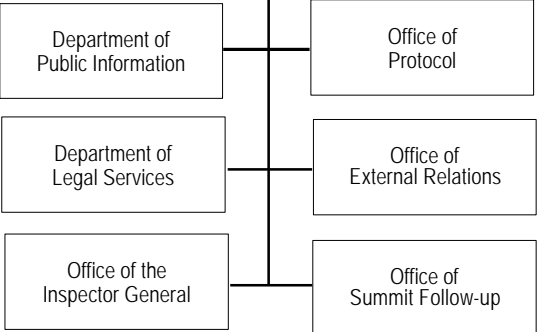 Department of
Public Information
Office of
Protocol
Department of
Legal Services
Office of
External Relations
Office of the
Inspector General
Office of
Summit Follow-up